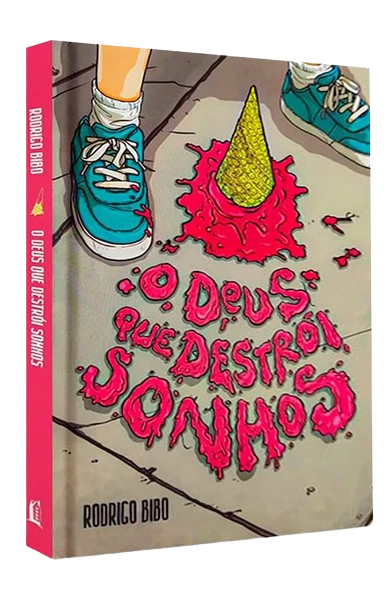 RODRIGO BIBO
O DEUS QUE DESTRÓI SONHOS
O DEUS
QUE DESTRÓI
SONHOS
RODRIGO BIBO